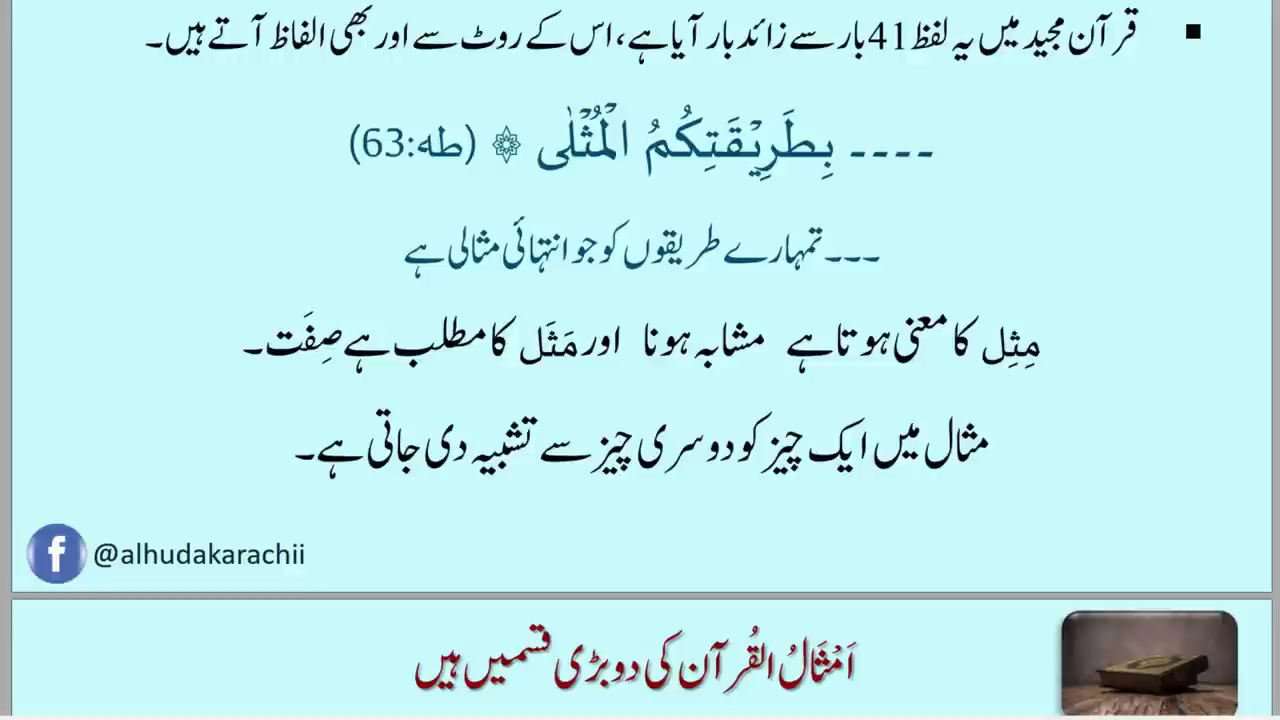 ▪ قرآن مجید میں یہ لفظ 41 بار سے زائد بار آیا ہے، اس کے روٹ سے اور بھی الفاظ آتے ہیں۔
۔۔۔۔ بِطَرِیْقَتِکُمُ الْمُثْلٰی ۞ (طه:63)
۔۔۔تمہارے طریقوں کو جو انتہائی مثالی ہے
مِثِل کا معنی ہوتا ہے مشابہ ہونا اور مَثَل کا مطلب ہے صِفَت۔
مثال میں ایک چیز کو دوسری چیز سے تشبیہ دی جاتی ہے۔
@alhudakarachii
اَمْثَالُ القُرآن کی دو بڑی قسمیں ہیں